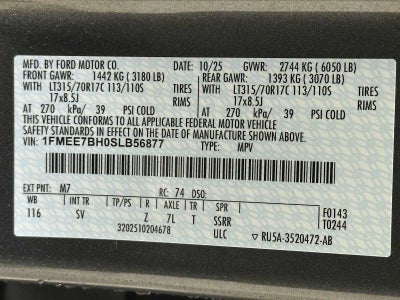 MFD. BY FORD MOTOR CO. 10/25 GVWR: 2744 KG (6050 LB)
FRONT GAWR: 1442 KG (3180 LB) REAR GAWR: 1393 KG (3070 LB)
WITH LT315/70R17C 113/110S TIRES WITH LT315/70R17C 113/110S TIRES
17x8.5J RIMS 17x8.5J RIMS
AT 270 kPa/ 39 PSI COLD AT 270 kPa/ 39 PSI COLD
THIS VEHICLE CONFORMS TO ALL APPLICABLE FEDERAL MOTOR VEHICLE
SAFETY, BUMPER, AND THEFT PREVENTION STANDARDS IN EFFECT ON THE DATE OF MANUFACTURE SHOWN ABOVE.
VIN: 1FMEE7BH0SLB56877 TYPE: MPV
EXT PNT: M7 RC: 74 DSO:
WB INT TR TP/PS R AXLE TR SPR F0143
116 SV Z 7L T SSRR T0244
3202510204678 ULC RU5A-3520472-AB